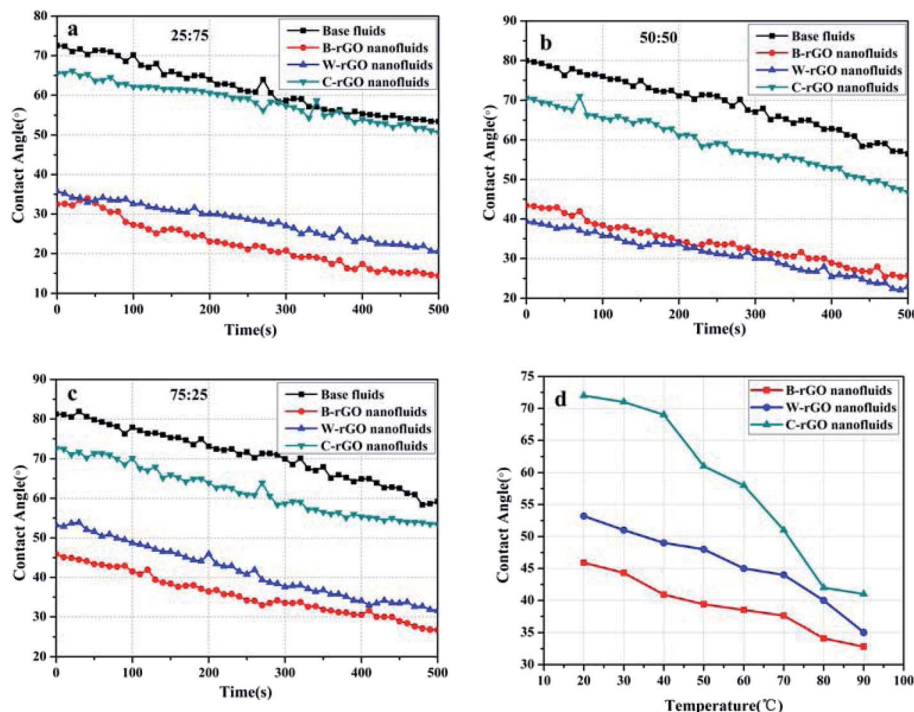 a
25:75
Base fluids
B-rGO nanofluids
W-rGO nanofluids
C-rGO nanofluids
80
70
60
50
40
30
20
10
Contact Angle(°)
0 100 200 300 400 500
Time(s)
b
50:50
Base fluids
B-rGO nanofluids
W-rGO nanofluids
C-rGO nanofluids
90
80
70
60
50
40
30
20
Contact Angle(°)
0 100 200 300 400 500
Time(s)
c
75:25
Base fluids
B-rGO nanofluids
W-rGO nanofluids
C-rGO nanofluids
90
80
70
60
50
40
30
20
Contact Angle(°)
0 100 200 300 400 500
Time(s)
d
B-rGO nanofluids
W-rGO nanofluids
C-rGO nanofluids
75
70
65
60
55
50
45
40
35
30
Contact Angle(°)
10 20 30 40 50 60 70 80 90 100
Temperature(℃)